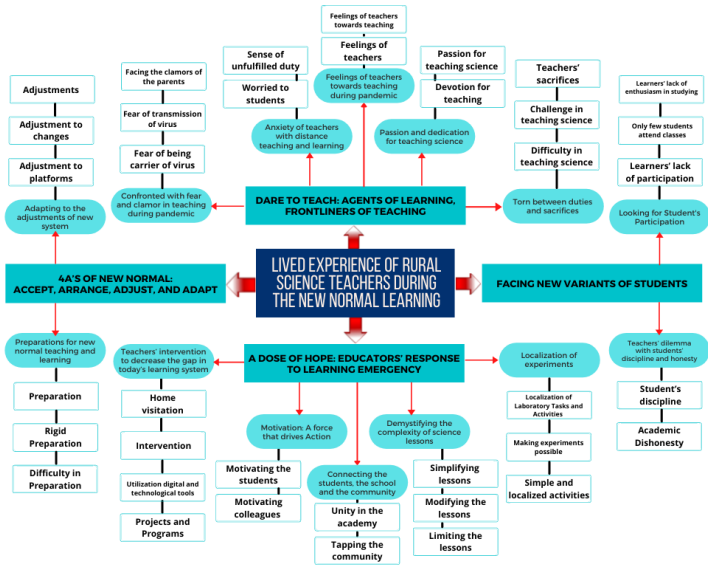 Feelings of teachers
towards teaching
Feelings of
teachers
Feelings of teachers
towards teaching
during pandemic
Sense of
unfulfilled duty
Worried to
students
Anxiety of teachers
with distance
teaching and learning
Passion for
teaching science
Devotion for
teaching
Passion and dedication
for teaching science
Facing the clamors of
the parents
Fear of transmission
of virus
Fear of being
carrier of virus
Confronted with fear
and clamor in teaching
during pandemic
Teachers'
sacrifices
Challenge in
teaching science
Difficulty in
teaching science
Torn between duties
and sacrifices
Adjustments
Adjustment to
changes
Adjustment to
platforms
Adapting to the
adjustments of new
system
Learners' lack of
enthusiasm in studying
Only few students
attend classes
Learners' lack
of participation
Looking for Student's
Participation
DARE TO TEACH: AGENTS OF LEARNING,
FRONTLINERS OF TEACHING
4A'S OF NEW NORMAL:
ACCEPT, ARRANGE, ADJUST, AND ADAPT
LIVED EXPERIENCE OF RURAL
SCIENCE TEACHERS DURING
THE NEW NORMAL LEARNING
FACING NEW VARIANTS OF STUDENTS
A DOSE OF HOPE: EDUCATORS' RESPONSE
TO LEARNING EMERGENCY
Preparations for new
normal teaching and
learning
Preparation
Rigid
Preparation
Difficulty in
Preparation
Teachers' intervention
to decrease the gap in
today's learning system
Home
visitation
Intervention
Utilization digital and
technological tools
Projects and
Programs
Motivation: A force
that drives Action
Motivating the
students
Motivating
colleagues
Connecting the
students, the school
and the community
Unity in the
academy
Tapping the
community
Demystifying the
complexity of science
lessons
Simplifying
lessons
Modifying the
lessons
Limiting the
lessons
Localization of
experiments
Localization of
Laboratory Tasks and
Activities
Making experiments
possible
Simple and
localized activities
Teachers' dilemma
with students'
discipline and honesty
Student's
discipline
Academic
Dishonesty